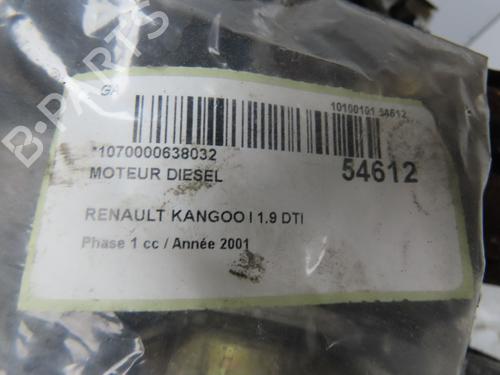 B-PARTS
GA
10100101 54612
*1070000638032
54612
MOTEUR DIESEL
RENAULT KANGOO I 1.9 DTI
Phase 1 cc / Année 2001